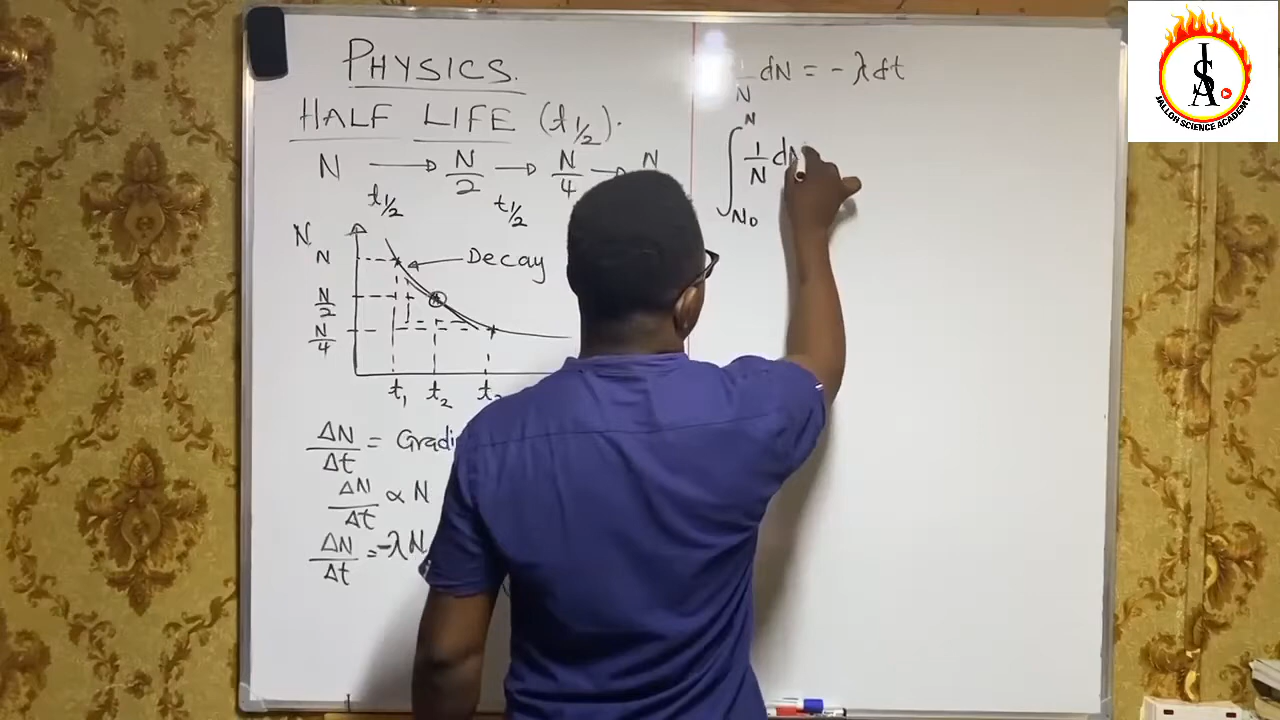 PHYSICS.
HALF LIFE (t1/2).
N → N/2 → N/4 → N
t1/2 t1/2
N
N
Decay
N/2
N/4
t1 t2
ΔN/Δt =
ΔN/Δt ∝ N
ΔN/Δt = -λN
1/N dN = - λdt
∫ N N0 1/N dN
JSA
JALLOH SCIENCE ACADEMY